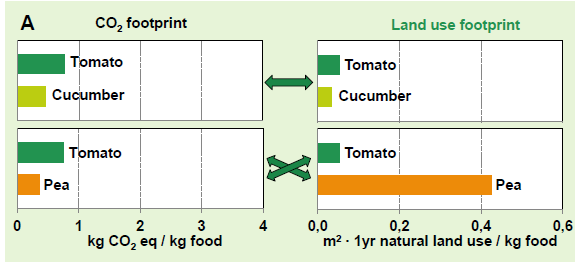 A
CO₂ footprint
Land use footprint
Tomato
Cucumber
Tomato
Cucumber
Tomato
Pea
Tomato
Pea
0 1 2 3 4
0,0 0,2 0,4 0,6
kg CO₂ eq / kg food
m² · 1yr natural land use / kg food